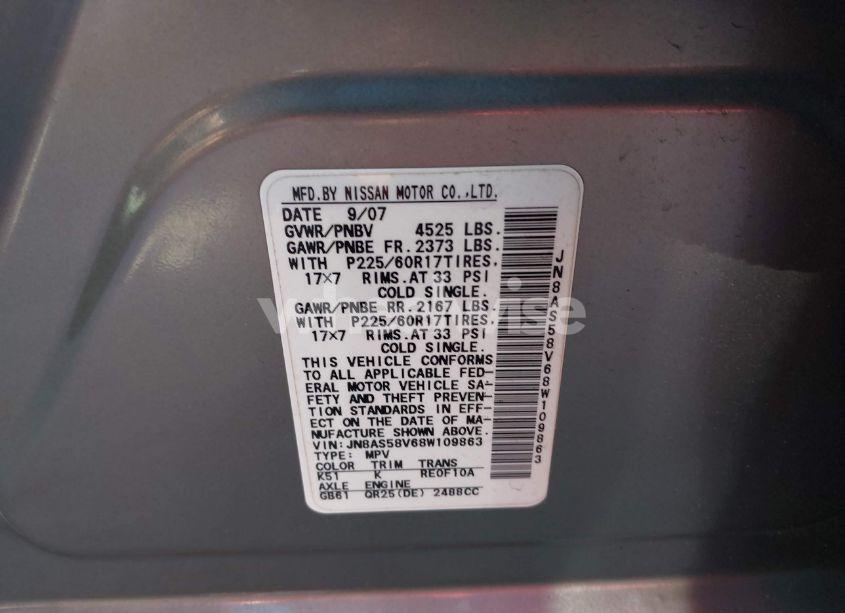 MFD.BY NISSAN MOTOR CO.,LTD.
DATE 9/07
GVWR/PNBV 4525 LBS.
GAWR/PNBE FR. 2373 LBS.
WITH P225/60R17TIRES.
17×7 RIMS.AT 33 PSI
COLD SINGLE.
GAWR/PNBE RR. 2167 LBS.
WITH P225/60R17TIRES.
17×7 RIMS.AT 33 PSI
COLD SINGLE.
THIS VEHICLE CONFORMS
TO ALL APPLICABLE FED-
ERAL MOTOR VEHICLE SA-
FETY AND THEFT PREVEN-
TION STANDARDS IN EFF-
ECT ON THE DATE OF MA-
NUFACTURE SHOWN ABOVE.
VIN: JN8AS58V68W109863
TYPE: MPV
COLOR TRIM TRANS
K51 K RE0F10A
AXLE ENGINE
GB61 QR25(DE) 2488CC
JN8AS58V68W109863